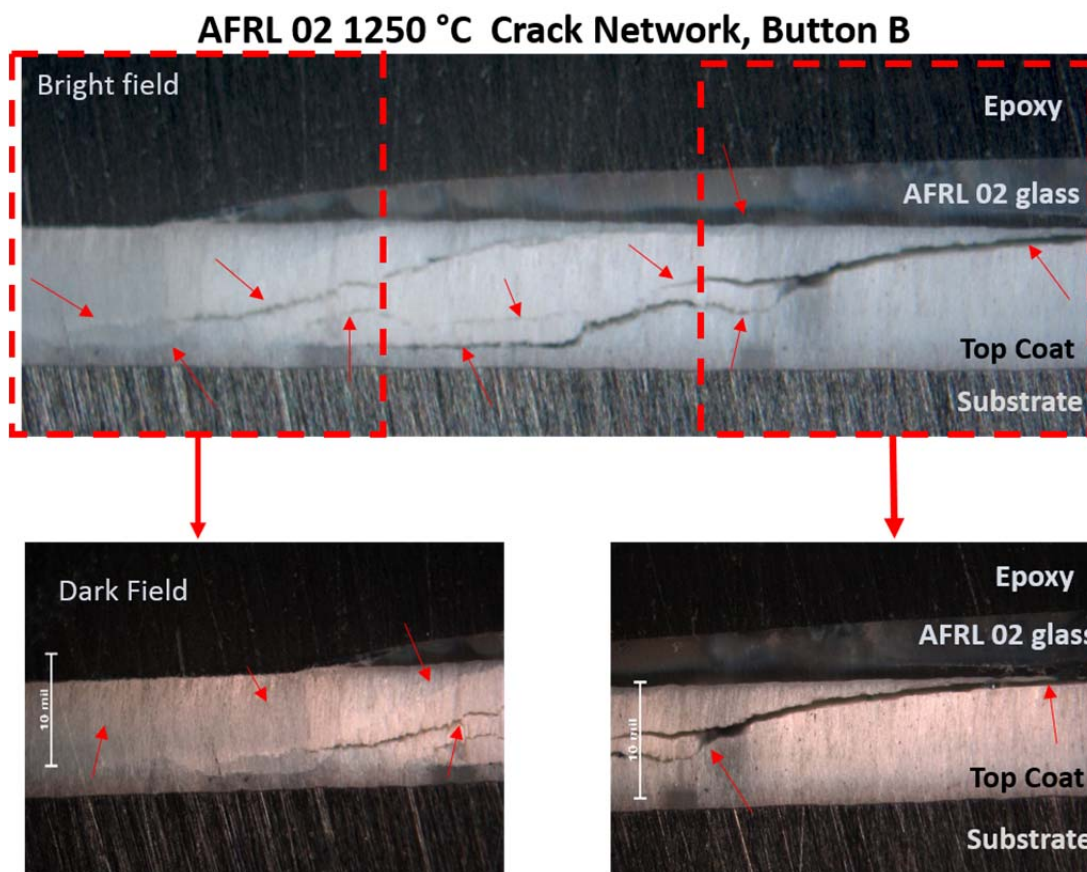 AFRL 02 1250 °C Crack Network, Button B
Bright field
Epoxy
AFRL 02 glass
Top Coat
Substrate
Dark Field
10 mil
Epoxy
AFRL 02 glass
10 mil
Top Coat
Substrate